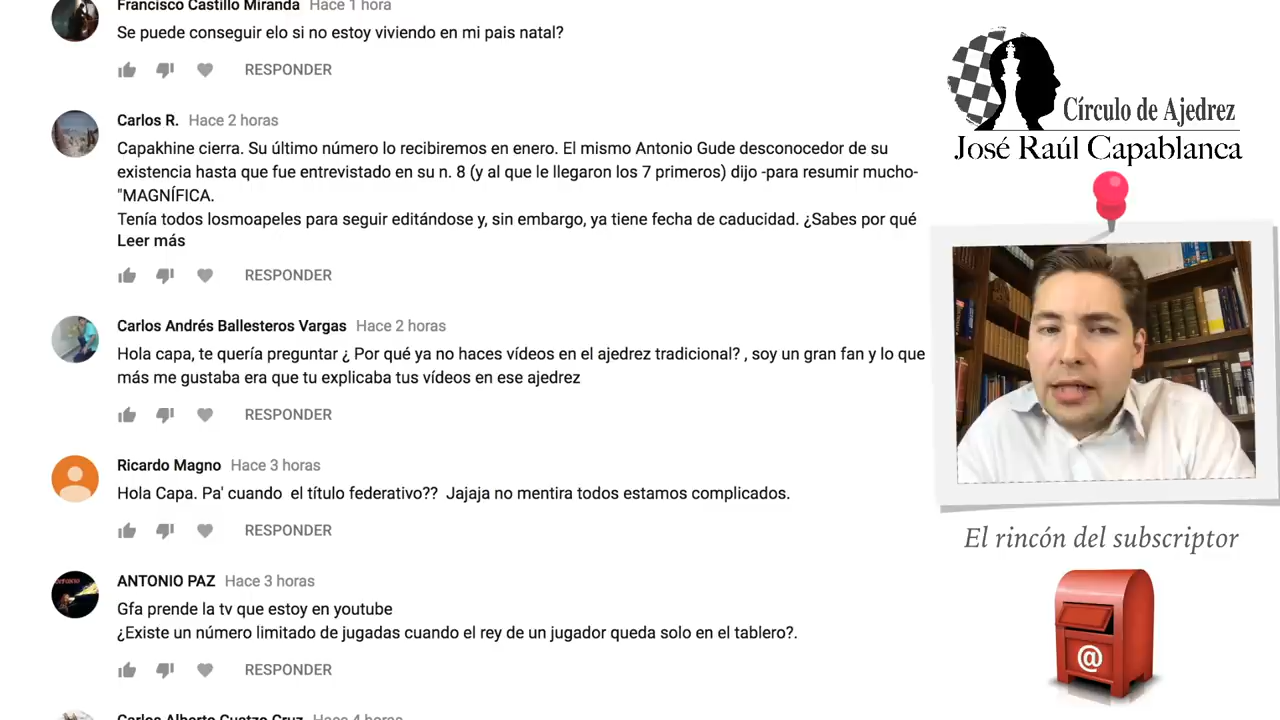 Francisco Castillo Miranda Hace 1 hora
Se puede conseguir elo si no estoy viviendo en mi pais natal?
RESPONDER
Carlos R. Hace 2 horas
Capakhine cierra. Su último número lo recibiremos en enero. El mismo Antonio Gude desconocedor de su
existencia hasta que fue entrevistado en su n. 8 (y al que le llegaron los 7 primeros) dijo -para resumir mucho-
"MAGNÍFICA.
Tenía todos losmoapeles para seguir editándose y, sin embargo, ya tiene fecha de caducidad. ¿Sabes por qué
Leer más
RESPONDER
Carlos Andrés Ballesteros Vargas Hace 2 horas
Hola capa, te quería preguntar ¿ Por qué ya no haces vídeos en el ajedrez tradicional? , soy un gran fan y lo que
más me gustaba era que tu explicaba tus vídeos en ese ajedrez
RESPONDER
Ricardo Magno Hace 3 horas
Hola Capa. Pa' cuando el título federativo?? Jajaja no mentira todos estamos complicados.
RESPONDER
ANTONIO PAZ Hace 3 horas
Gfa prende la tv que estoy en youtube
¿Existe un número limitado de jugadas cuando el rey de un jugador queda solo en el tablero?.
RESPONDER
Carlos Alberto Cuatzo Cruz Hace 4 horas
Círculo de Ajedrez
José Raúl Capablanca
El rincón del subscriptor
@